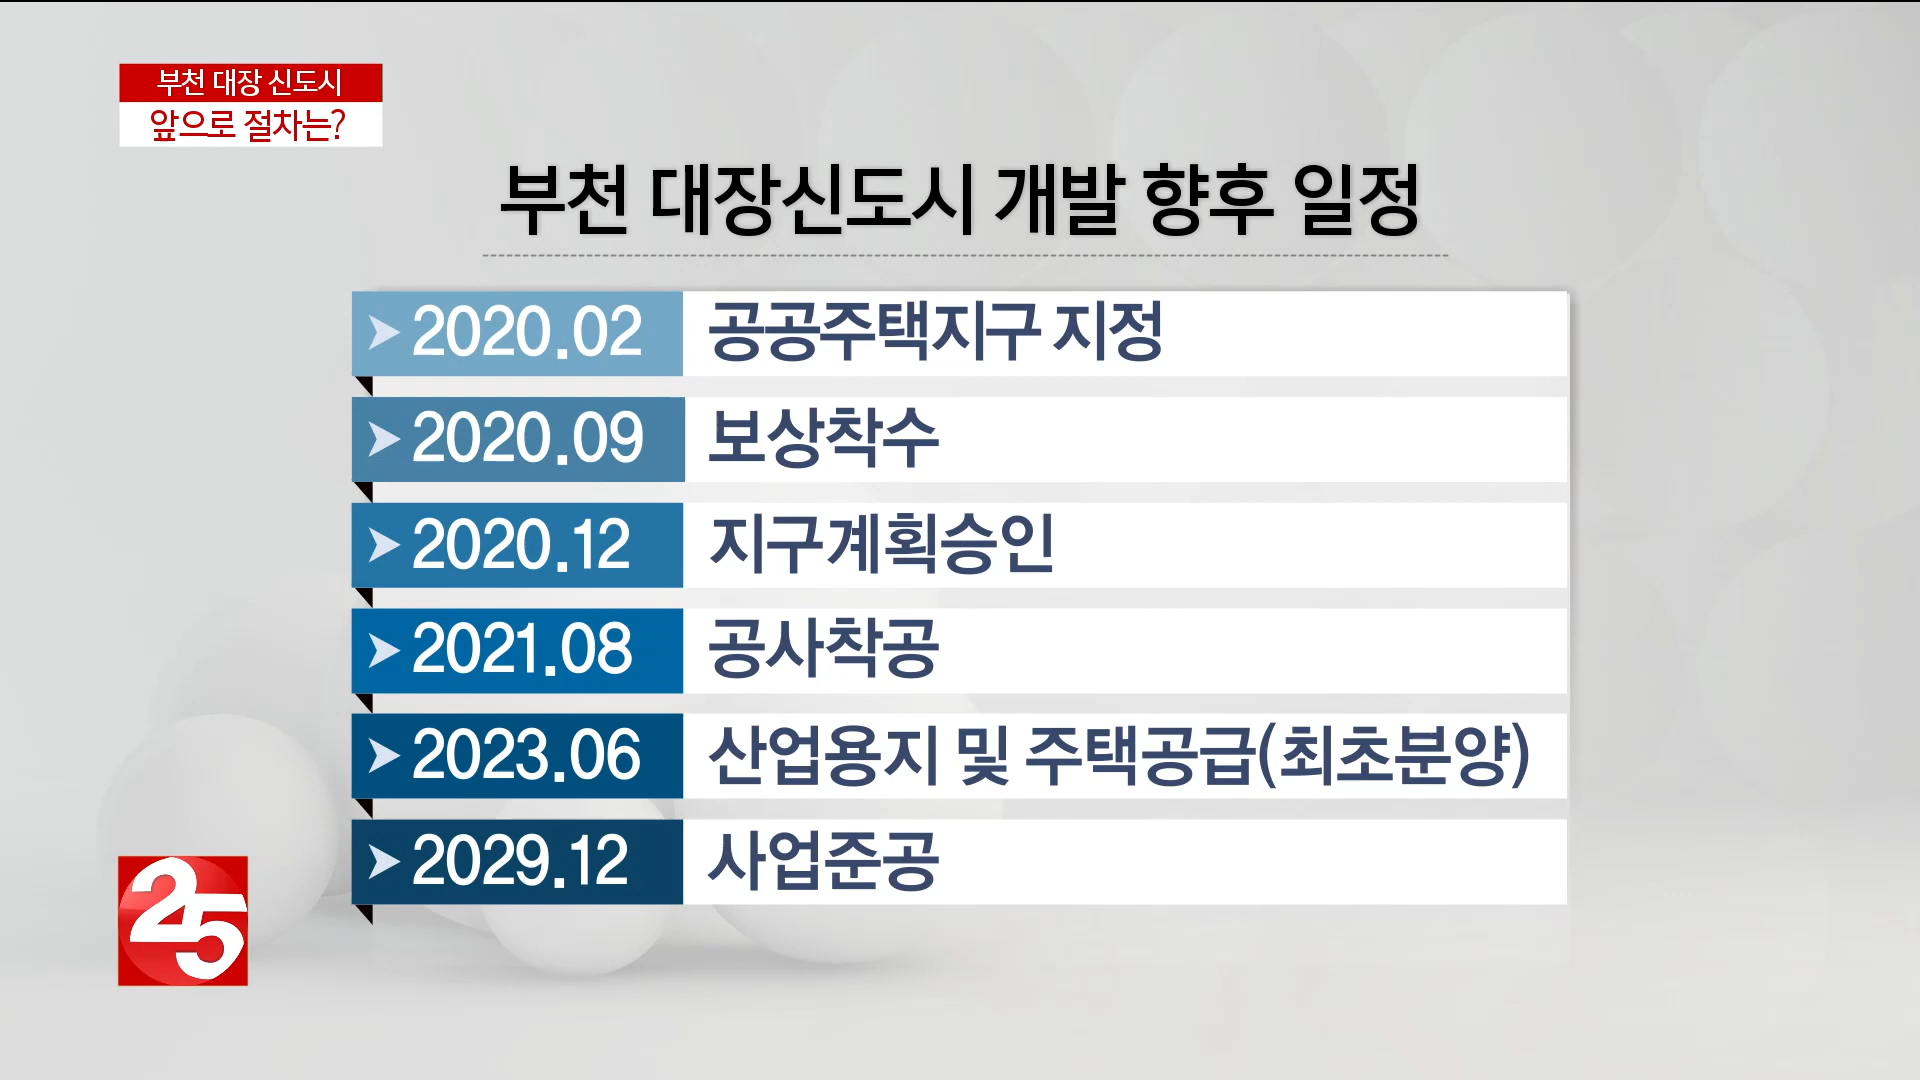 부천 대장 신도시
앞으로 절차는?
부천 대장신도시 개발 향후 일정
2020.02 공공주택지구 지정
2020.09 보상착수
2020.12 지구계획승인
2021.08 공사착공
2023.06 산업용지 및 주택공급(최초분양)
2029.12 사업준공
25